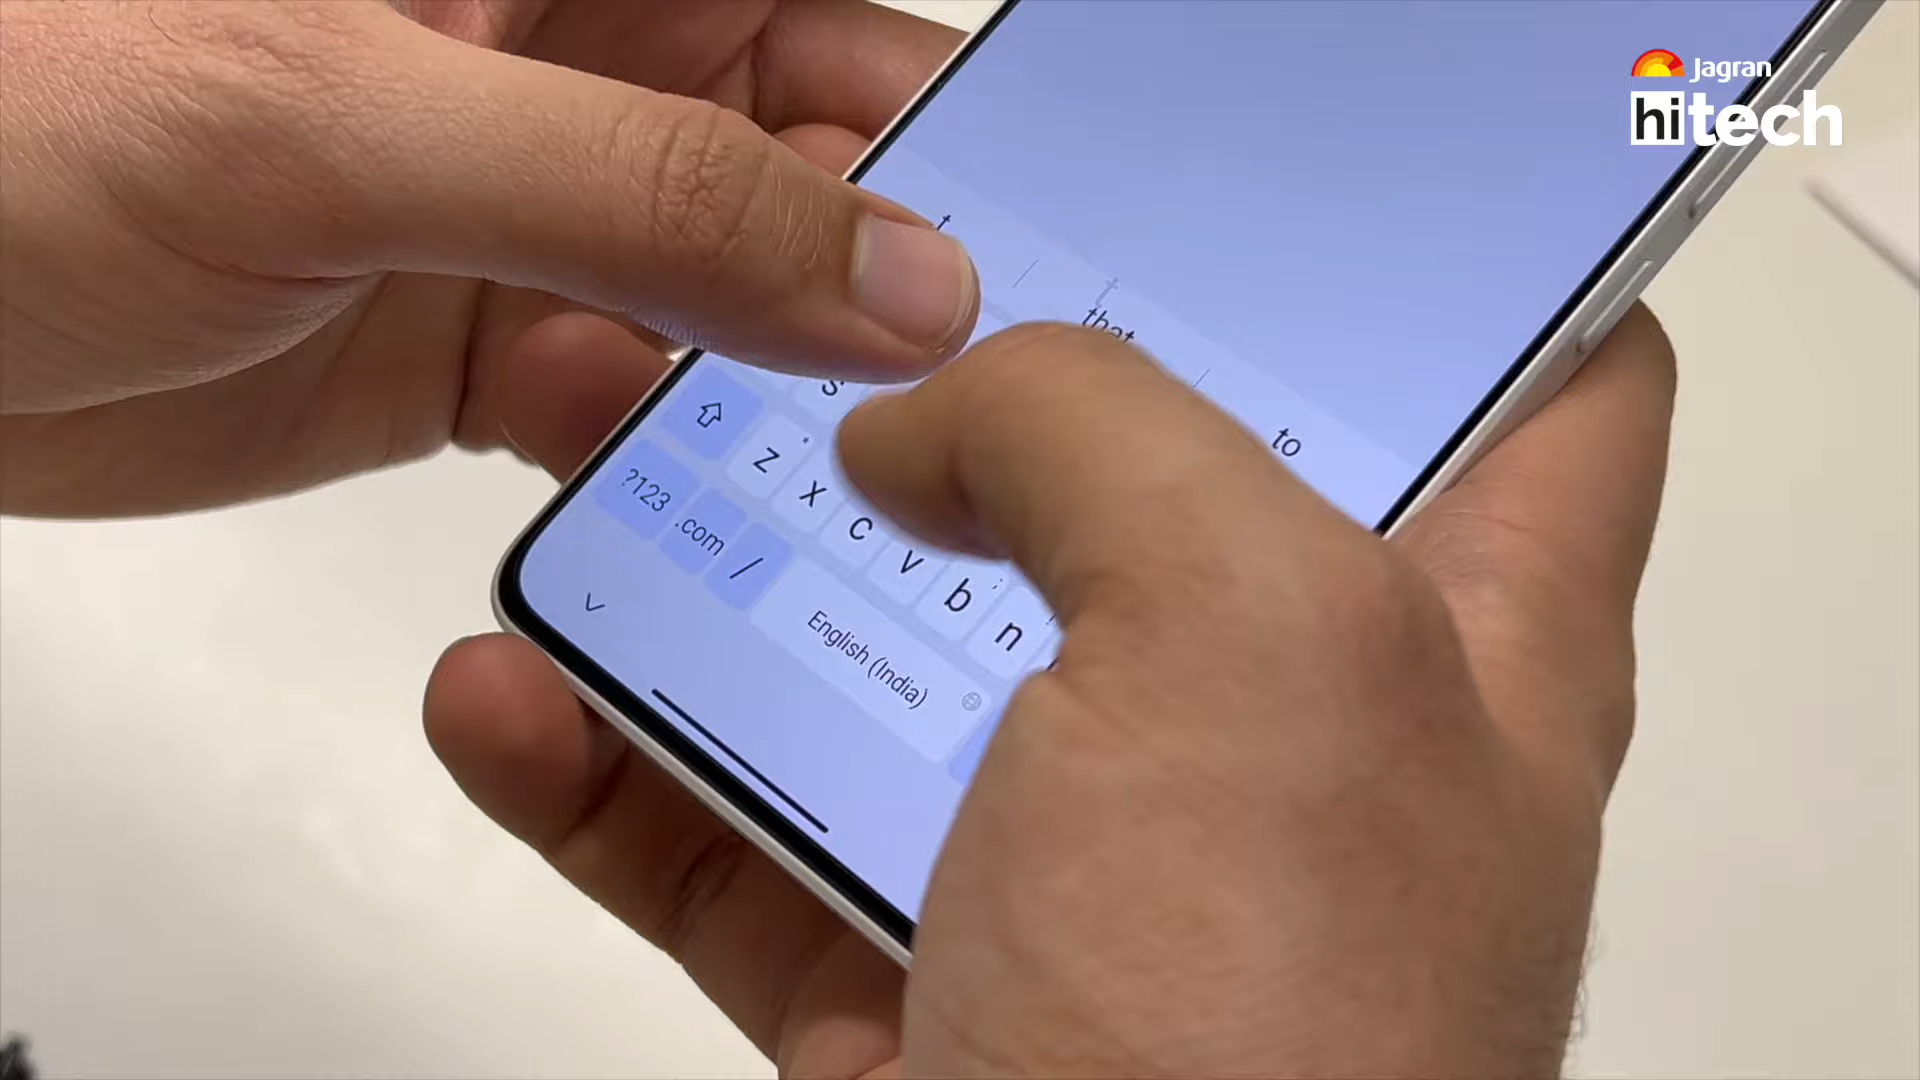 Jagran
hitech
t
t
that
to
s
z
x
c
v
b
n
?123
.com
/
English (India)